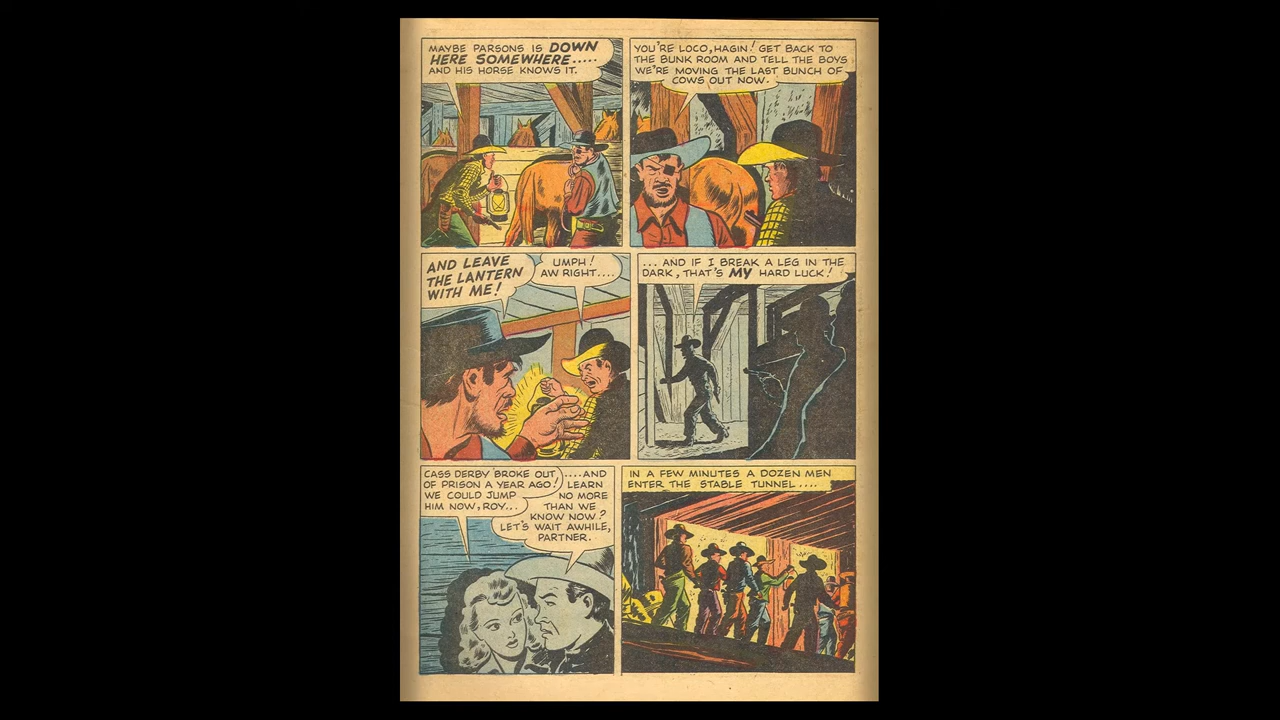 MAYBE PARSONS IS DOWN
HERE SOMEWHERE.....
AND HIS HORSE KNOWS IT.
YOU'RE LOCO, HAGIN! GET BACK TO
THE BUNK ROOM AND TELL THE BOYS
WE'RE MOVING THE LAST BUNCH OF
COWS OUT NOW.
AND LEAVE
THE LANTERN
WITH ME!
UMPH!
AW RIGHT....
... AND IF I BREAK A LEG IN THE
DARK, THAT'S MY HARD LUCK!
CASS DERBY BROKE OUT
OF PRISON A YEAR AGO!
WE COULD JUMP
HIM NOW, ROY...
....AND
LEARN
NO MORE
THAN WE
KNOW NOW?
LET'S WAIT AWHILE,
PARTNER.
IN A FEW MINUTES A DOZEN MEN
ENTER THE STABLE TUNNEL....